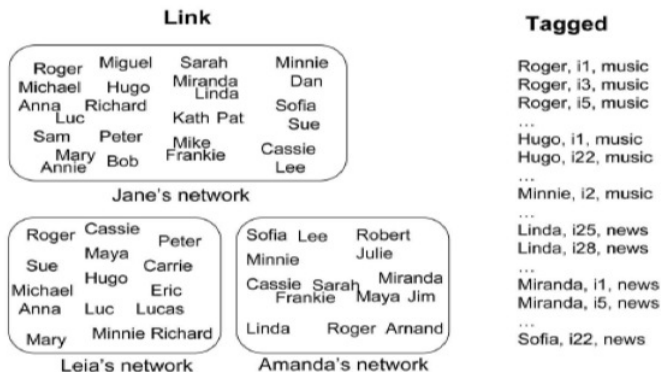 Link
Roger Miguel Sarah Minnie
Michael Hugo Miranda Dan
Linda
Anna Richard Sofia
Luc Kath Pat Sue
Sam Peter Mike
Mary Bob Frankie Cassie
Annie Lee
Jane's network
Roger Cassie Peter
Maya
Sue Carrie
Hugo
Michael Eric
Anna Luc Lucas
Mary Minnie Richard
Leia's network
Sofia Lee Robert
Minnie Julie
Cassie Sarah Miranda
Frankie Maya Jim
Linda Roger Arnand
Amanda's network
Tagged
Roger, i1, music
Roger, i3, music
Roger, i5, music
...
Hugo, i1, music
Hugo, i22, music
...
Minnie, i2, music
...
Linda, i25, news
Linda, i28, news
...
Miranda, i1, news
Miranda, i5, news
...
Sofia, i22, news